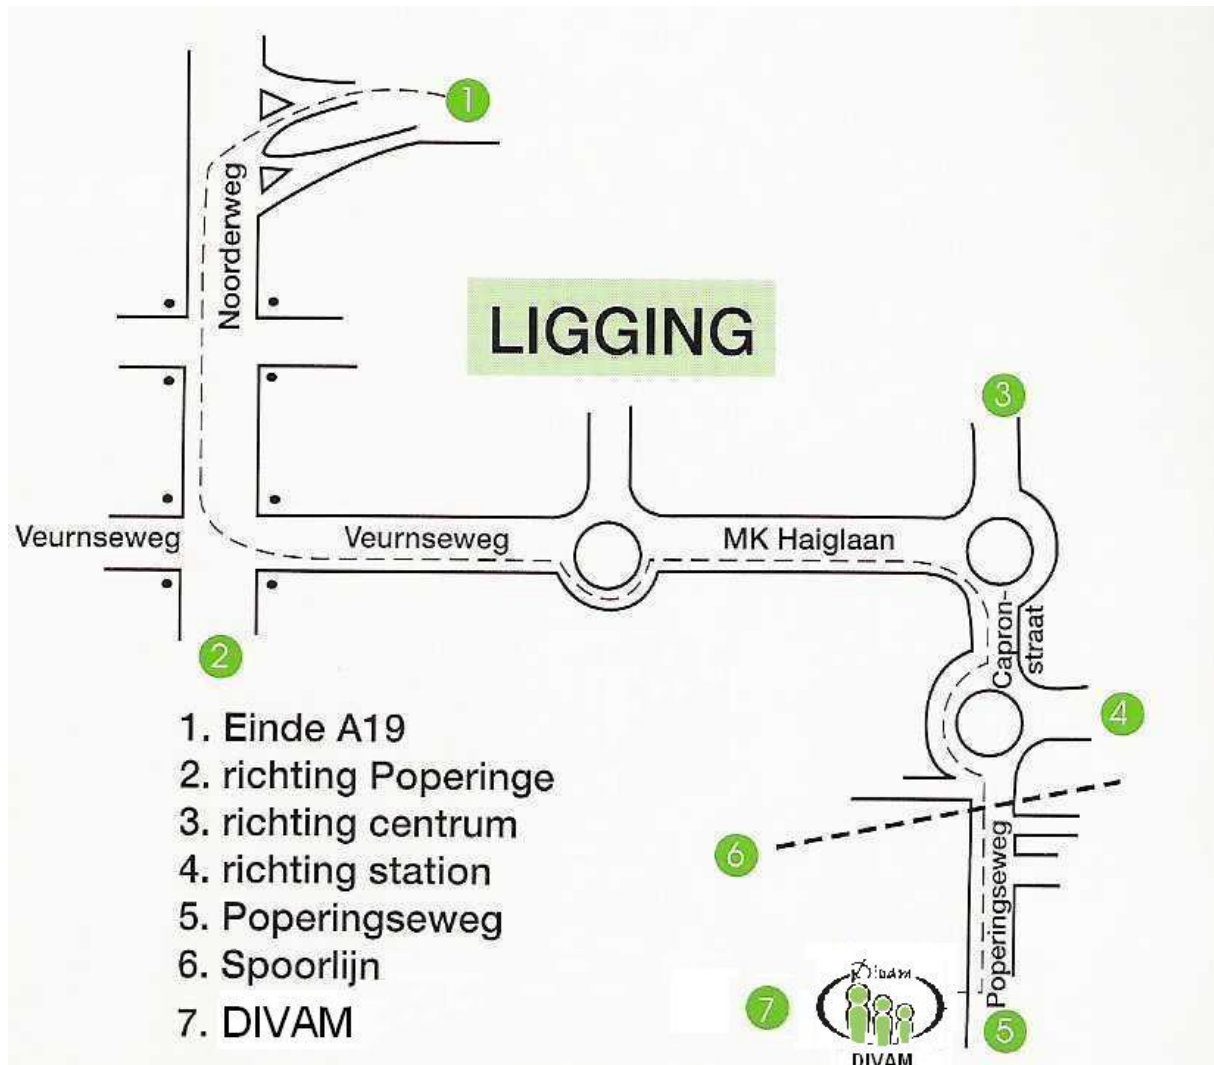 1
Noorderweg
LIGGING
3
Veurnseweg
Veurnseweg
MK Haiglaan
Capron-
straat
2
4
1. Einde A19
2. richting Poperinge
3. richting centrum
4. richting station
5. Poperingseweg
6. Spoorlijn
7. DIVAM
6
Poperingseweg
Divam
7
5
DIVAM